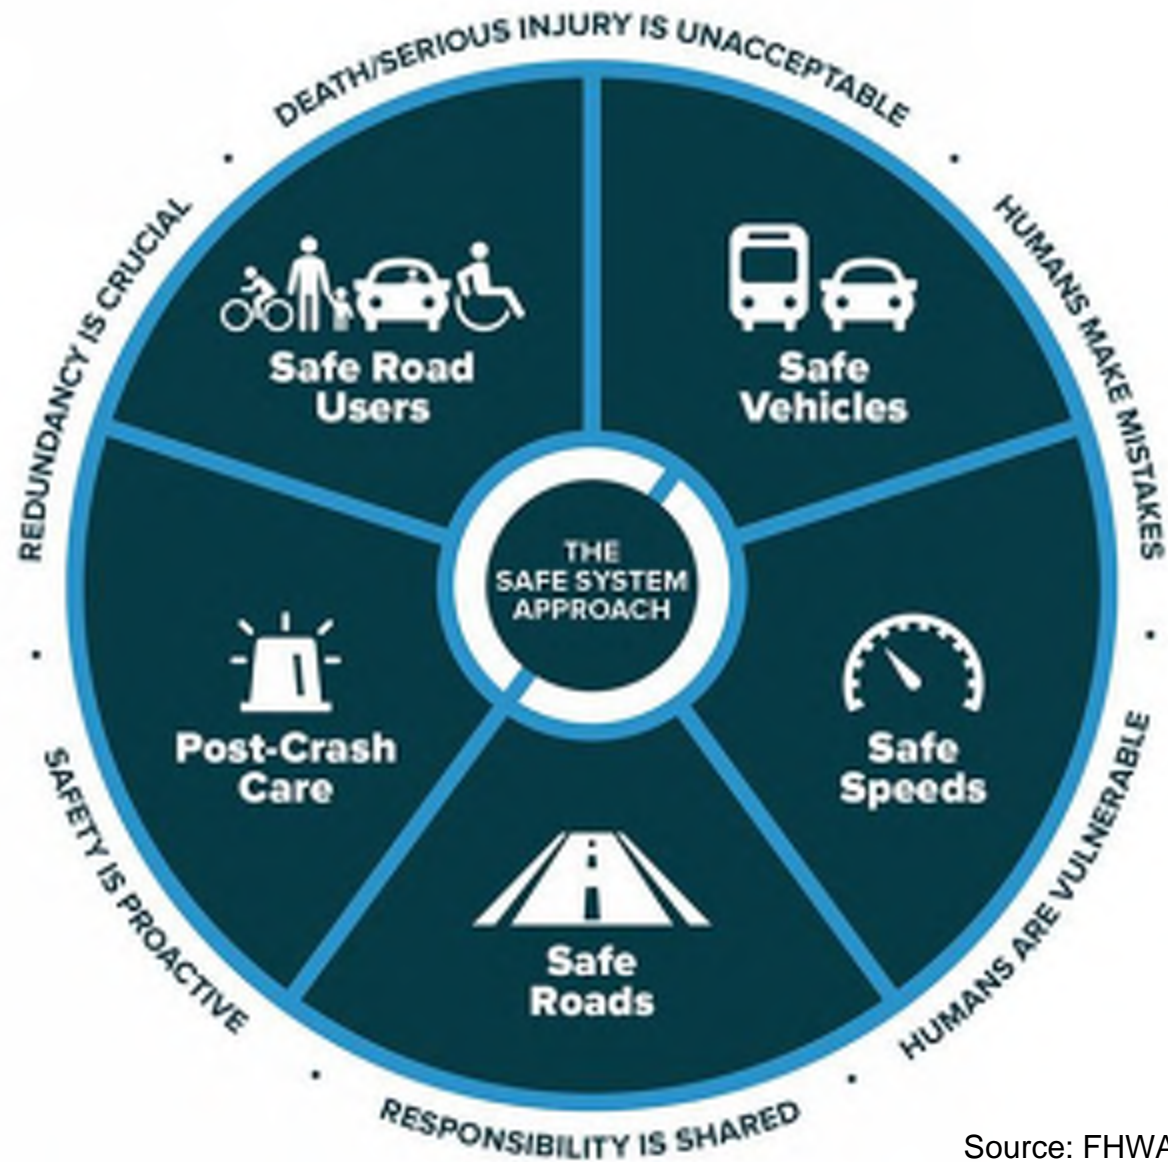 DEATH/SERIOUS INJURY IS UNACCEPTABLE
HUMANS MAKE MISTAKES
HUMANS ARE VULNERABLE
RESPONSIBILITY IS SHARED
SAFETY IS PROACTIVE
REDUNDANCY IS CRUCIAL
Safe Road
Users
Safe
Vehicles
THE
SAFE SYSTEM
APPROACH
Post-Crash
Care
Safe
Speeds
Safe
Roads
Source: FHWA